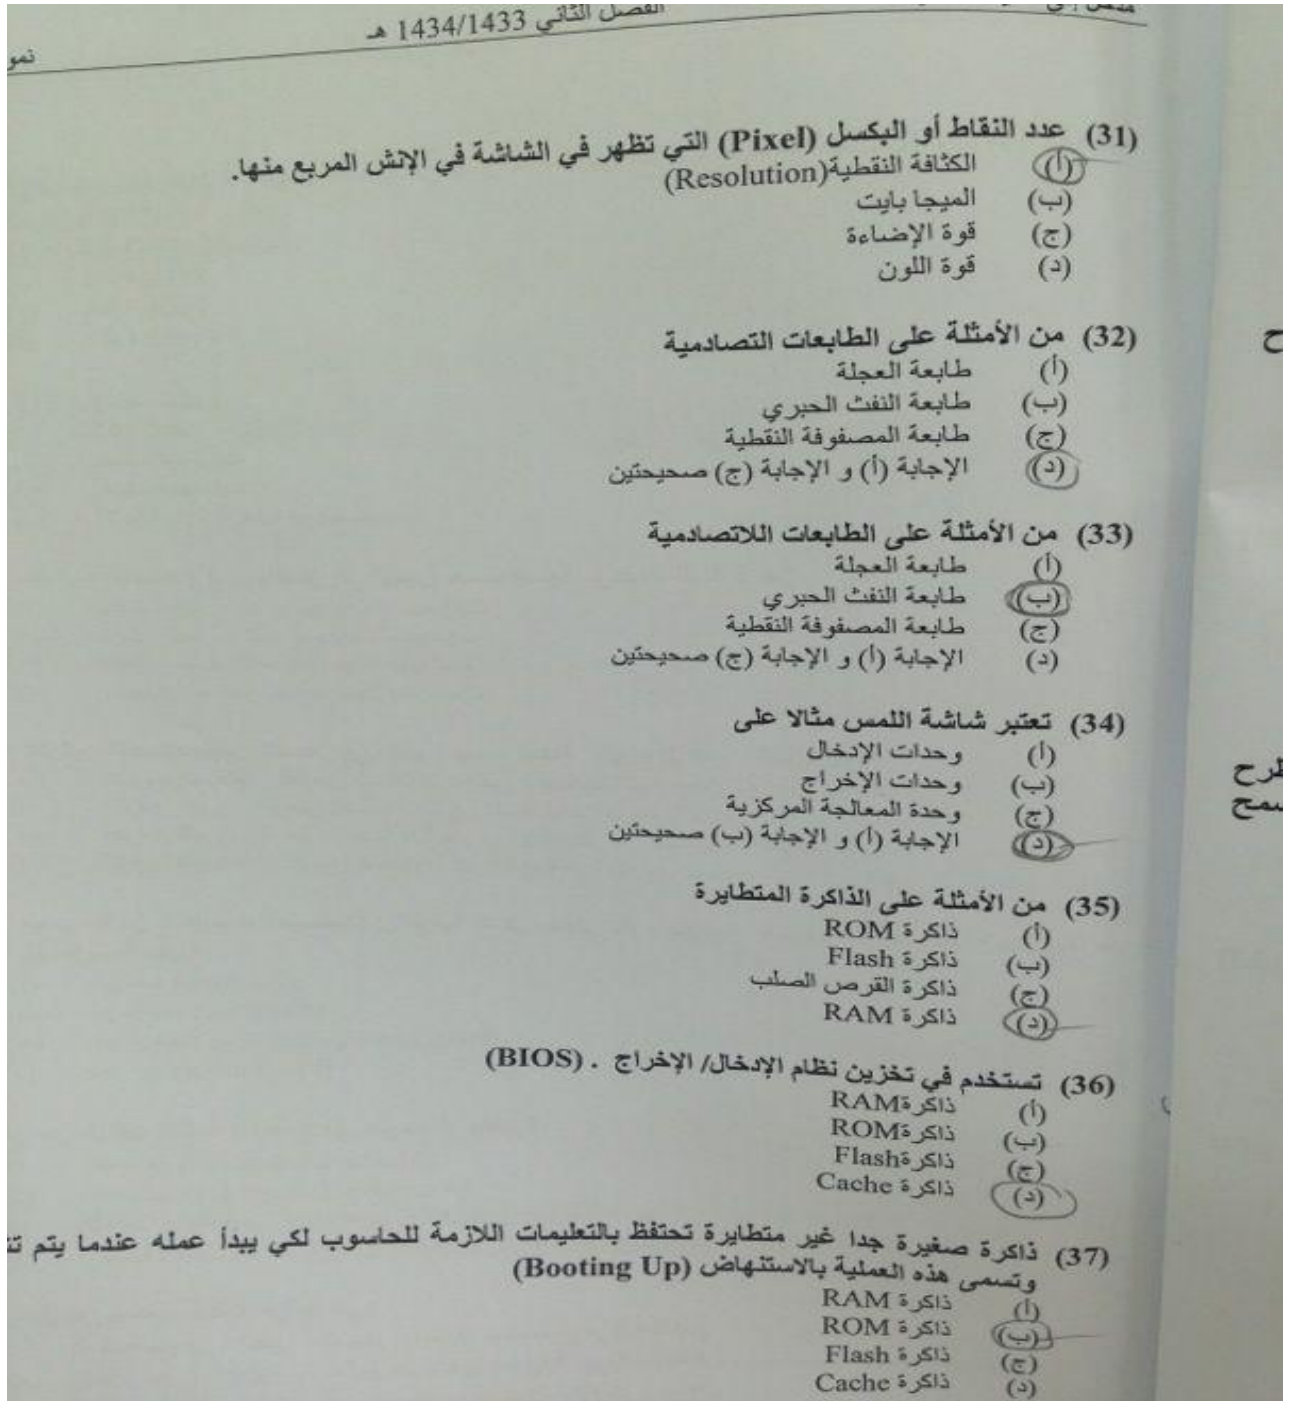 الفصل الثاني 1434/1433 هـ
نمو
(31) عدد النقاط أو البكسل (Pixel) التي تظهر في الشاشة في الإنش المربع منها.
(أ) الكثافة النقطية(Resolution)
(ب) الميجا بايت
(ج) قوة الإضاءة
(د) قوة اللون
(32) من الأمثلة على الطابعات التصادمية
(أ) طابعة العجلة
(ب) طابعة النفث الحبري
(ج) طابعة المصفوفة النقطية
(د) الإجابة (أ) و الإجابة (ج) صحيحتين
(33) من الأمثلة على الطابعات اللاتصادمية
(أ) طابعة العجلة
(ب) طابعة النفث الحبري
(ج) طابعة المصفوفة النقطية
(د) الإجابة (أ) و الإجابة (ج) صحيحتين
(34) تعتبر شاشة اللمس مثالا على
(أ) وحدات الإدخال
(ب) وحدات الإخراج
(ج) وحدة المعالجة المركزية
(د) الإجابة (أ) و الإجابة (ب) صحيحتين
(35) من الأمثلة على الذاكرة المتطايرة
(أ) ذاكرة ROM
(ب) ذاكرة Flash
(ج) ذاكرة القرص الصلب
(د) ذاكرة RAM
(36) تستخدم في تخزين نظام الإدخال/ الإخراج . (BIOS)
(أ) ذاكرةRAM
(ب) ذاكرةROM
(ج) ذاكرةFlash
(د) ذاكرة Cache
(37) ذاكرة صغيرة جدا غير متطايرة تحتفظ بالتعليمات اللازمة للحاسوب لكي يبدأ عمله عندما يتم
وتسمى هذه العملية بالاستنهاض (Booting Up)
(أ) ذاكرة RAM
(ب) ذاكرة ROM
(ج) ذاكرة Flash
(د) ذاكرة Cache
ح
طرح
سمح